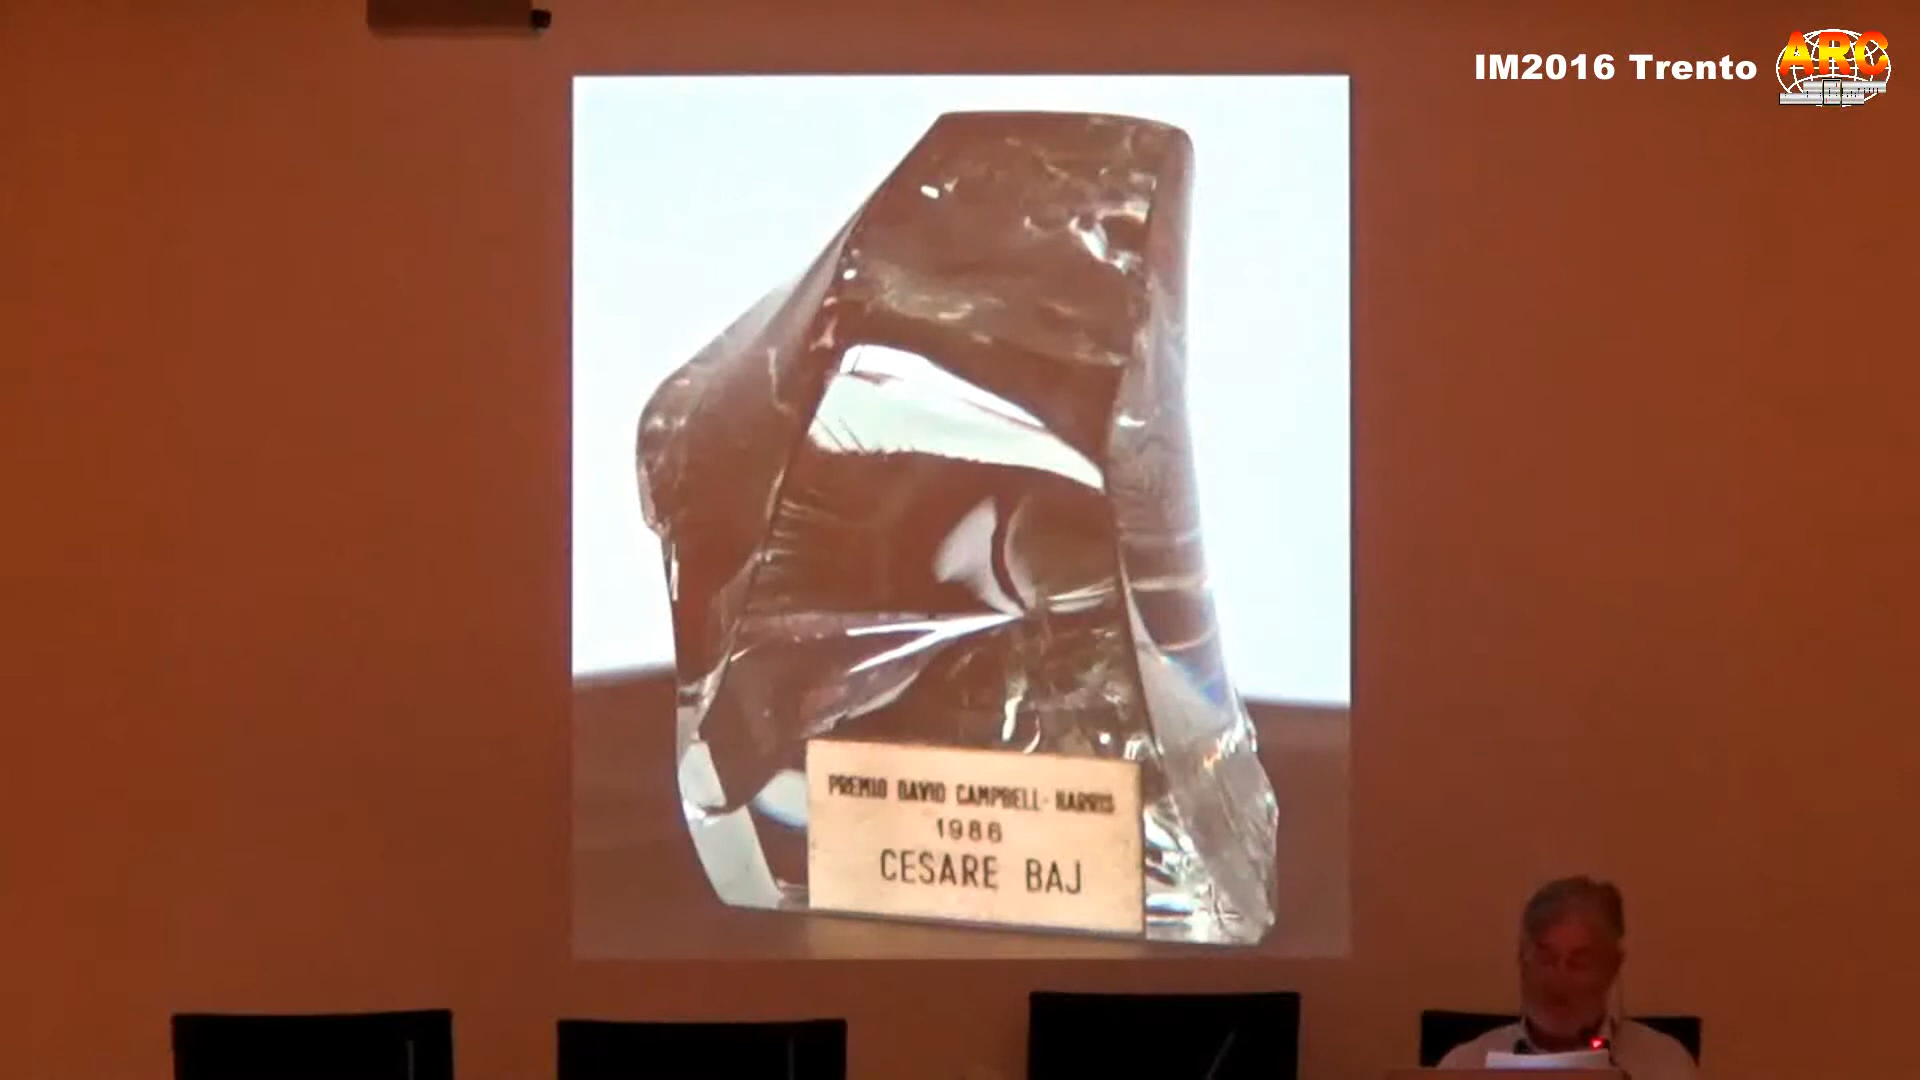 IM2016 Trento
ARC
PREMIO DAVID CAMPBELL-HARRIS
1986
CESARE BAJ